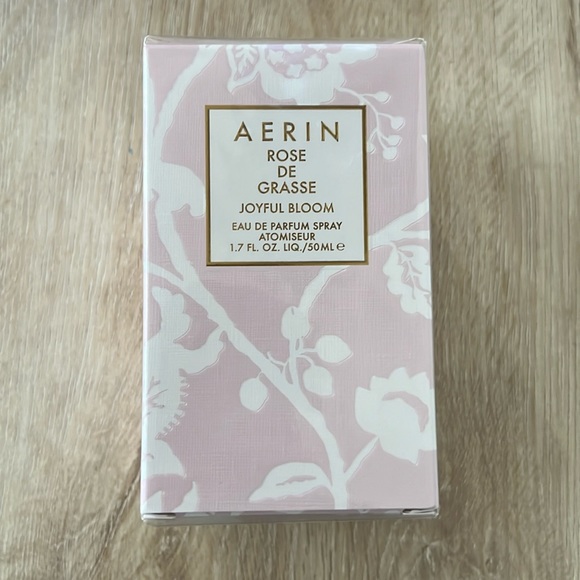 AERIN
ROSE
DE
GRASSE
JOYFUL BLOOM
EAU DE PARFUM SPRAY
ATOMISEUR
1.7 FL. OZ. LIQ./50ML℮